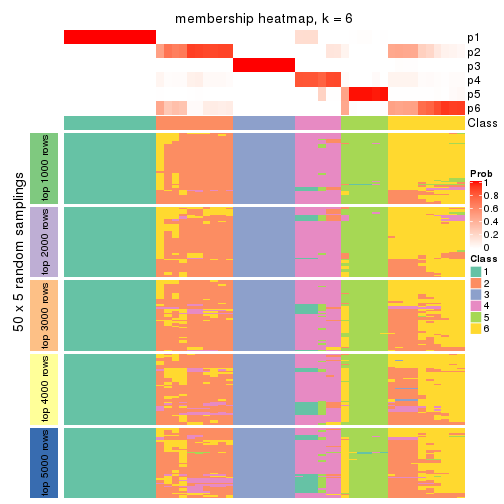 membership heatmap, k = 6
p1
p2
p3
p4
p5
p6
Class
50 x 5 random samplings
top 1000 rows
top 2000 rows
top 3000 rows
top 4000 rows
top 5000 rows
Prob
1
0.8
0.6
0.4
0.2
0
Class
1
2
3
4
5
6